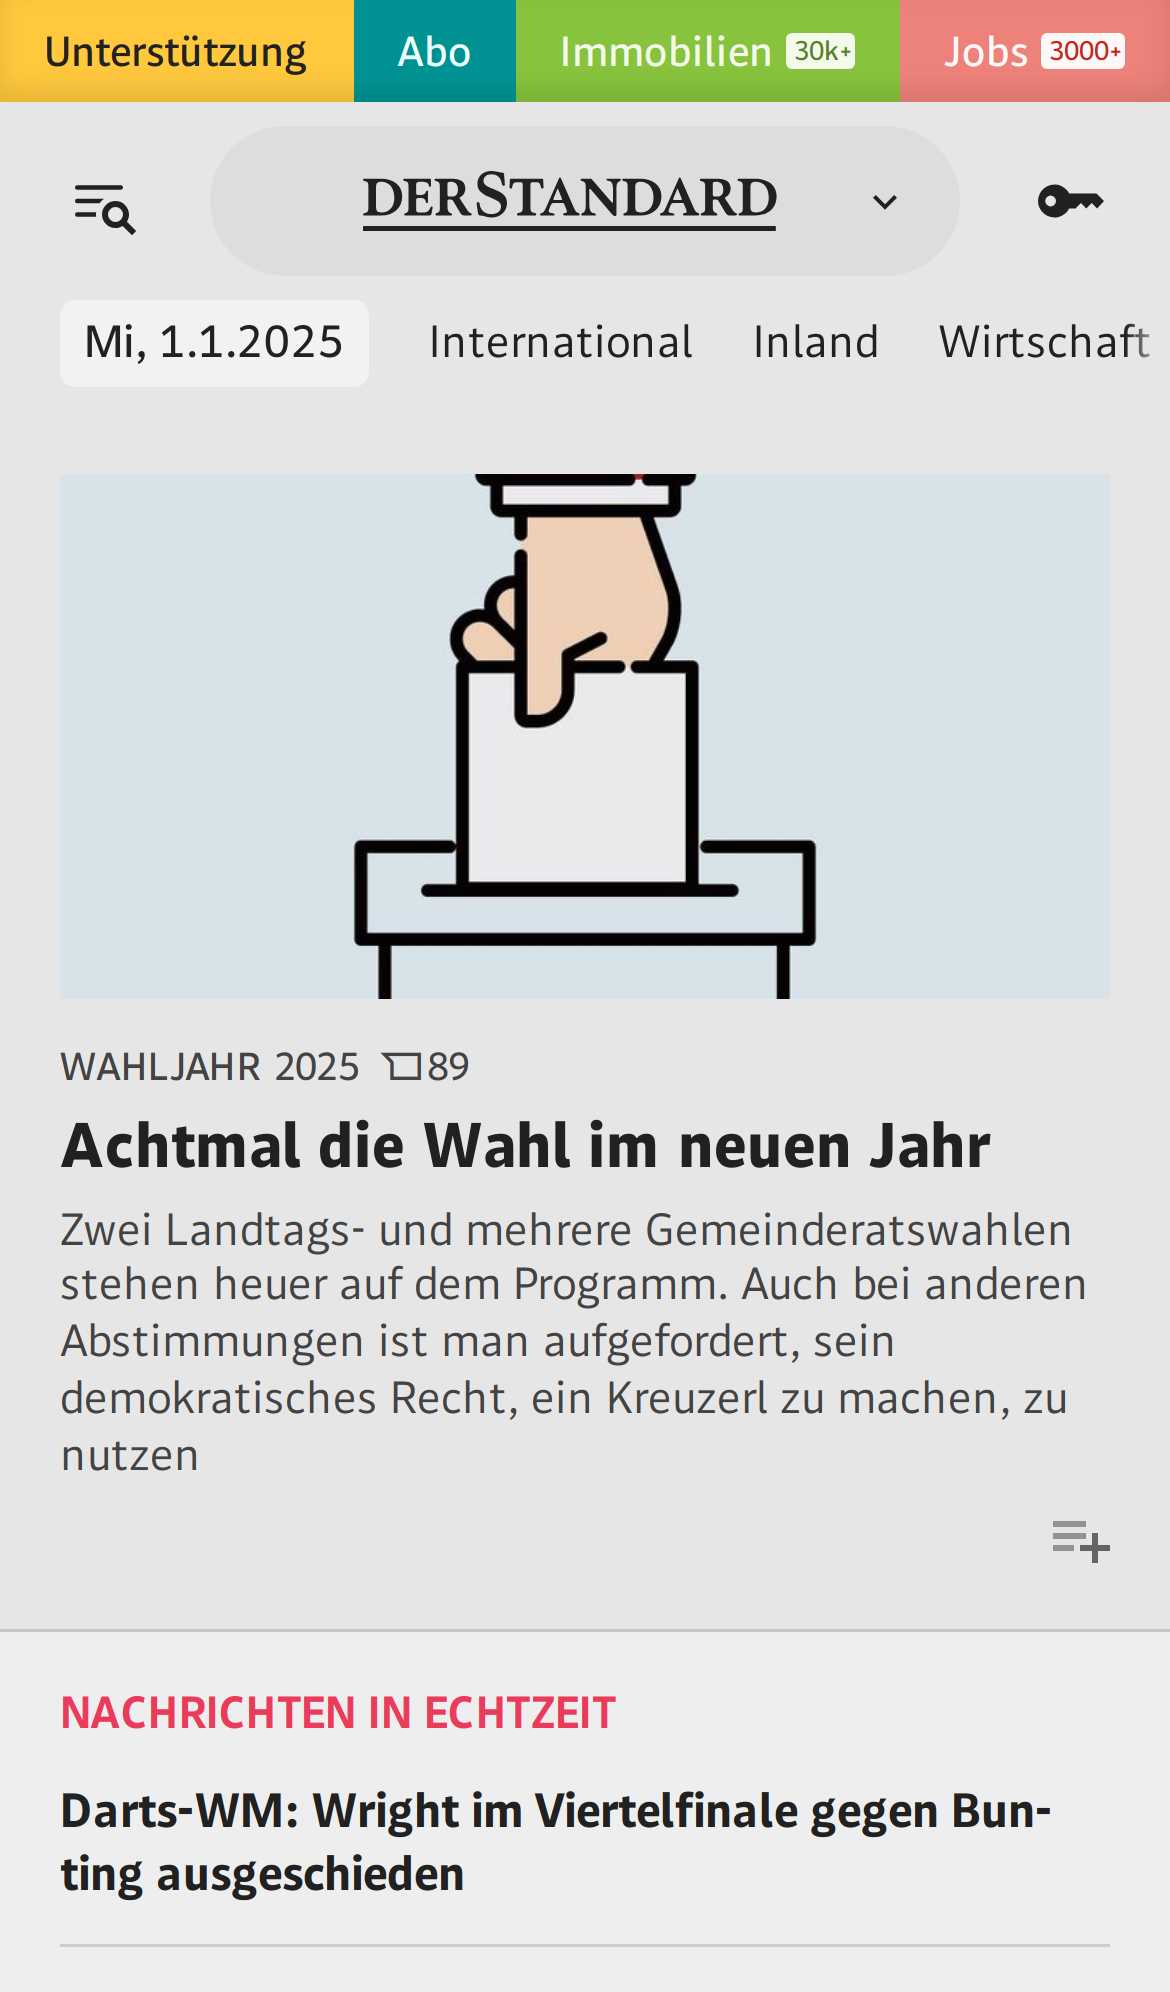 Unterstützung Abo Immobilien 30k+ Jobs 3000+
DERSTANDARD
Mi, 1.1.2025 International Inland Wirtschaft
WAHLJAHR 2025 89
Achtmal die Wahl im neuen Jahr
Zwei Landtags- und mehrere Gemeinderatswahlen
stehen heuer auf dem Programm. Auch bei anderen
Abstimmungen ist man aufgefordert, sein
demokratisches Recht, ein Kreuzerl zu machen, zu
nutzen
NACHRICHTEN IN ECHTZEIT
Darts-WM: Wright im Viertelfinale gegen Bun-
ting ausgeschieden